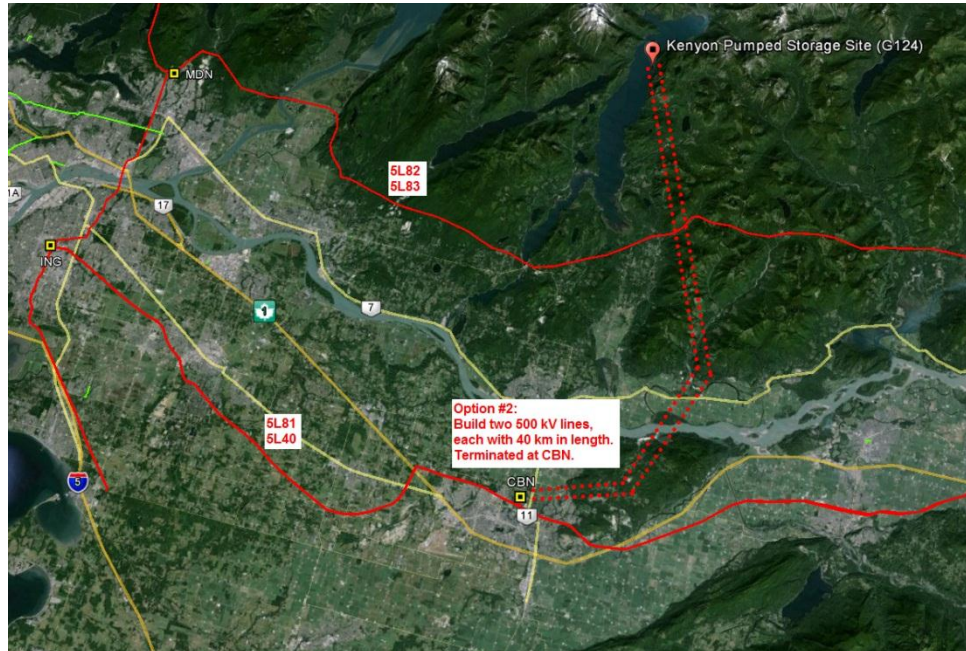 Kenyon Pumped Storage Site (G124)
MDN
5L82
5L83
1A
17
ING
1
7
5L81
5L40
Option #2:
Build two 500 kV lines,
each with 40 km in length.
Terminated at CBN.
5
CBN
11